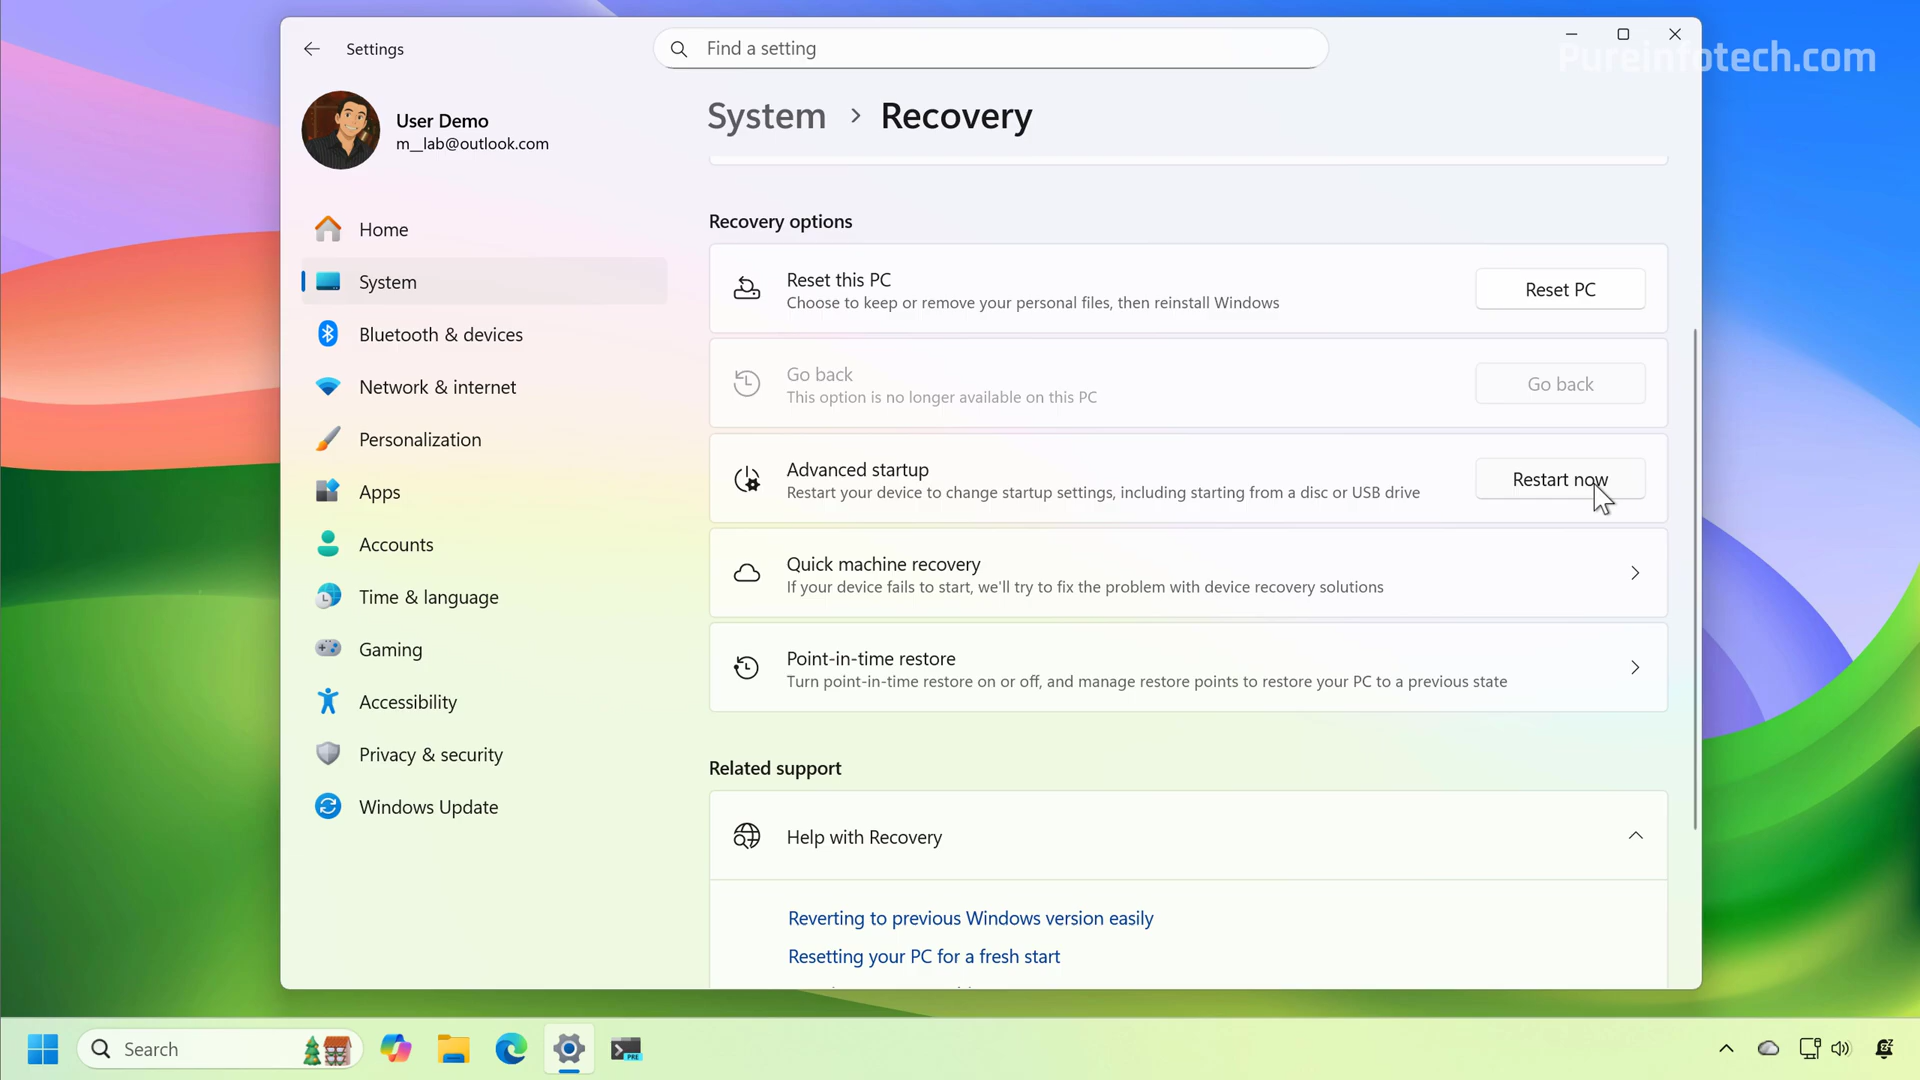 Settings
Find a setting
Pureinfotech.com
User Demo
m__lab@outlook.com
Home
System
Bluetooth & devices
Network & internet
Personalization
Apps
Accounts
Time & language
Gaming
Accessibility
Privacy & security
Windows Update
System > Recovery
Recovery options
Reset this PC
Choose to keep or remove your personal files, then reinstall Windows
Reset PC
Go back
This option is no longer available on this PC
Go back
Advanced startup
Restart your device to change startup settings, including starting from a disc or USB drive
Restart now
Quick machine recovery
If your device fails to start, we'll try to fix the problem with device recovery solutions
Point-in-time restore
Turn point-in-time restore on or off, and manage restore points to restore your PC to a previous state
Related support
Help with Recovery
Reverting to previous Windows version easily
Resetting your PC for a fresh start
Search
PRE